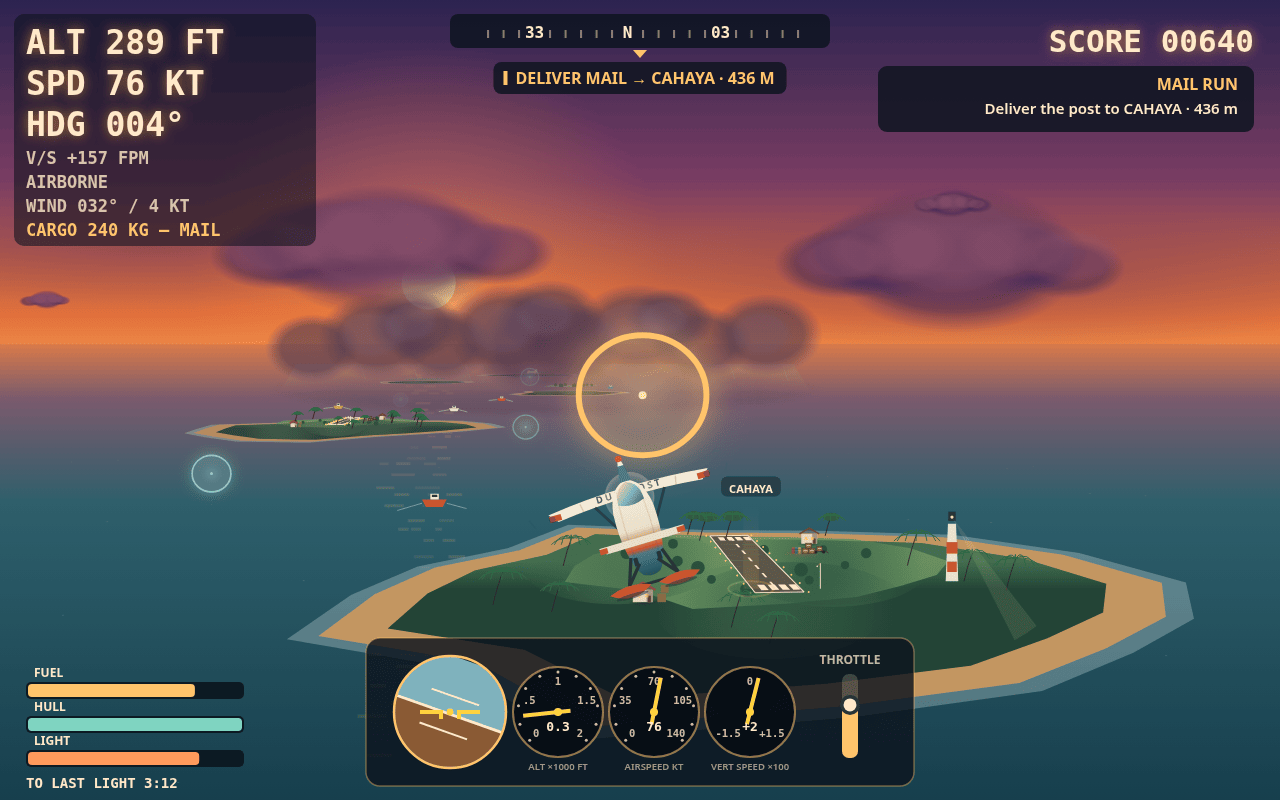 ALT 289 FT
SPD 76 KT
HDG 004°
V/S +157 FPM
AIRBORNE
WIND 032° / 4 KT
CARGO 240 KG — MAIL
33 N 03
DELIVER MAIL → CAHAYA · 436 M
SCORE 00640
MAIL RUN
Deliver the post to CAHAYA · 436 m
CAHAYA
FUEL
HULL
LIGHT
TO LAST LIGHT 3:12
0 .5 1 1.5 2
0.3
ALT ×1000 FT
0 35 70 105 140
76
AIRSPEED KT
-1.5 0 +1.5
+2
VERT SPEED ×100
THROTTLE